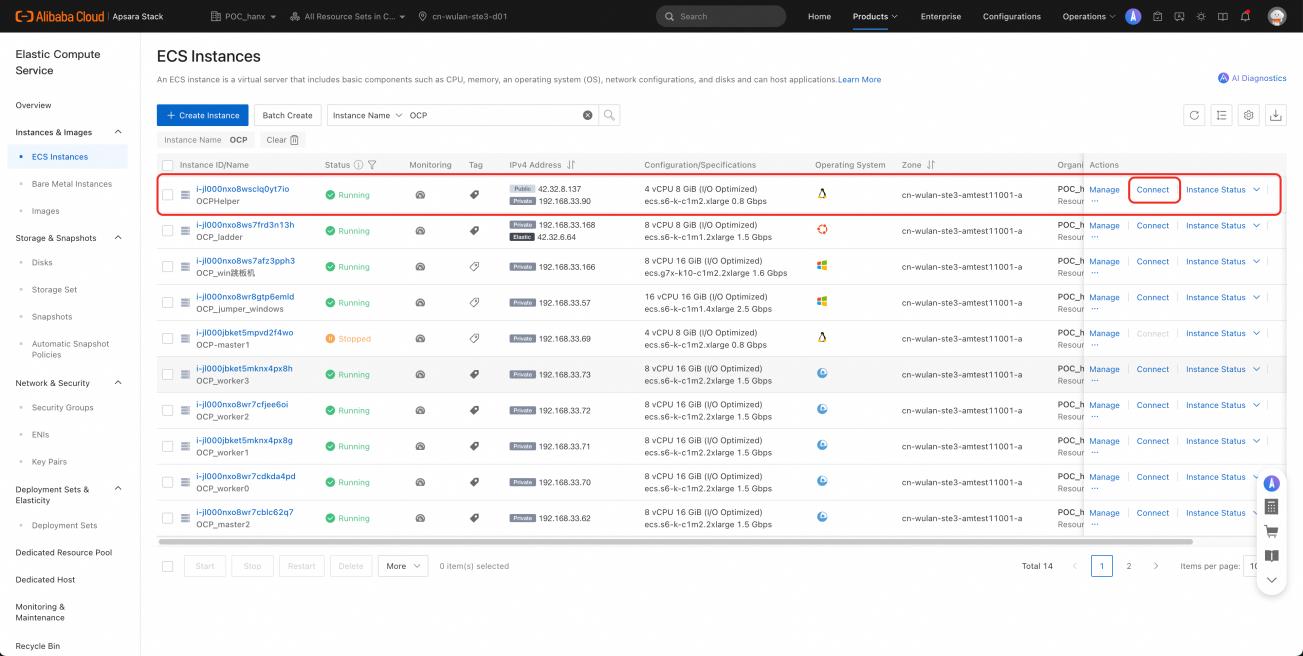 Alibaba Cloud | Apsara Stack
POC_hanx
All Resource Sets in C...
cn-wulan-ste3-d01
Search
Home
Products
Enterprise
Configurations
Operations
Elastic Compute
Service
Overview
Instances & Images
ECS Instances
Bare Metal Instances
Images
Storage & Snapshots
Disks
Storage Set
Snapshots
Automatic Snapshot
Policies
Network & Security
Security Groups
ENIs
Key Pairs
Deployment Sets &
Elasticity
Deployment Sets
Dedicated Resource Pool
Dedicated Host
Monitoring &
Maintenance
Recycle Bin
ECS Instances
An ECS instance is a virtual server that includes basic components such as CPU, memory, an operating system (OS), network configurations, and disks and can host applications.Learn More
AI Diagnostics
+ Create Instance
Batch Create
Instance Name
OCP
Instance Name OCP
Clear
Instance ID/Name Status Monitoring Tag IPv4 Address Configuration/Specifications Operating System Zone Organi Actions
i-jl000nxo8wsclq0yt7io Public 42.32.8.137 4 vCPU 8 GiB (I/O Optimized) POC_h Manage Connect Instance Status
Running cn-wulan-ste3-amtest11001-a
OCPHelper Private 192.168.33.90 ecs.s6-k-c1m2.xlarge 0.8 Gbps Resour ...
i-jl000nxo8ws7frd3n13h Private 192.168.33.168 8 vCPU 8 GiB (I/O Optimized) POC_h Manage Connect Instance Status
Running cn-wulan-ste3-amtest11001-a
OCP_ladder Elastic 42.32.6.64 ecs.s6-k-c1m1.2xlarge 1.5 Gbps Resour ...
i-jl000nxo8ws7afz3pph3 8 vCPU 16 GiB (I/O Optimized) POC_h Manage Connect Instance Status
Running Private 192.168.33.166 cn-wulan-ste3-amtest11001-a
OCP_win跳板机 ecs.g7x-k10-c1m2.2xlarge 1.6 Gbps Resour ...
i-jl000nxo8wr8gtp6emld 16 vCPU 16 GiB (I/O Optimized) POC_h Manage Connect Instance Status
Running Private 192.168.33.57 cn-wulan-ste3-amtest11001-a
OCP_jumper_windows ecs.s6-k-c1m1.4xlarge 2.5 Gbps Resour ...
i-jl000jbket5mpvd2f4wo 4 vCPU 8 GiB (I/O Optimized) POC_h Manage Connect Instance Status
Stopped Private 192.168.33.69 cn-wulan-ste3-amtest11001-a
OCP-master1 ecs.s6-k-c1m2.xlarge 0.8 Gbps Resour ...
i-jl000jbket5mknx4px8h 8 vCPU 16 GiB (I/O Optimized) POC_h Manage Connect Instance Status
Running Private 192.168.33.73 cn-wulan-ste3-amtest11001-a
OCP_worker3 ecs.s6-k-c1m2.2xlarge 1.5 Gbps Resour ...
i-jl000nxo8wr7cfjee6oi 8 vCPU 16 GiB (I/O Optimized) POC_h Manage Connect Instance Status
Running Private 192.168.33.72 cn-wulan-ste3-amtest11001-a
OCP_worker2 ecs.s6-k-c1m2.2xlarge 1.5 Gbps Resour ...
i-jl000jbket5mknx4px8g 8 vCPU 16 GiB (I/O Optimized) POC_h Manage Connect Instance Status
Running Private 192.168.33.71 cn-wulan-ste3-amtest11001-a
OCP_worker1 ecs.s6-k-c1m2.2xlarge 1.5 Gbps Resour ...
i-jl000nxo8wr7cdkda4pd 8 vCPU 16 GiB (I/O Optimized) POC_h Manage Connect Instance Status
Running Private 192.168.33.70 cn-wulan-ste3-amtest11001-a
OCP_worker0 ecs.s6-k-c1m2.2xlarge 1.5 Gbps Resour ...
i-jl000nxo8wr7cblc62q7 8 vCPU 16 GiB (I/O Optimized) POC_h Manage Connect Instance Status
Running Private 192.168.33.62 cn-wulan-ste3-amtest11001-a
OCP_master2 ecs.s6-k-c1m2.2xlarge 1.5 Gbps Resour ...
Start Stop Restart Delete More 0 item(s) selected Total 14 1 2 Items per page: 10